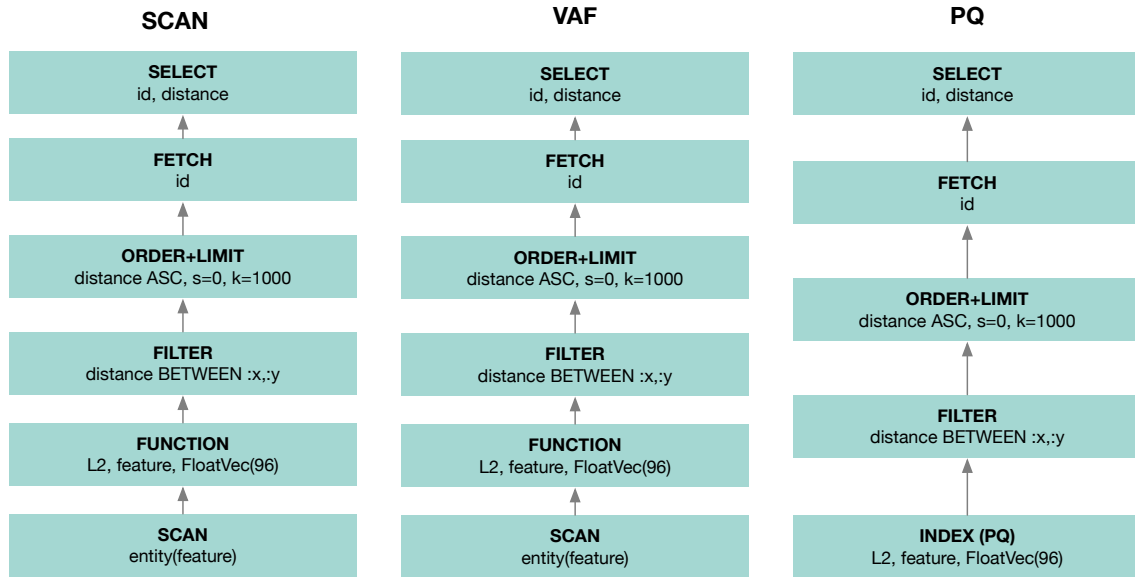 SCAN
SELECT
id, distance
FETCH
id
ORDER+LIMIT
distance ASC, s=0, k=1000
FILTER
distance BETWEEN :x,:y
FUNCTION
L2, feature, FloatVec(96)
SCAN
entity(feature)
VAF
SELECT
id, distance
FETCH
id
ORDER+LIMIT
distance ASC, s=0, k=1000
FILTER
distance BETWEEN :x,:y
FUNCTION
L2, feature, FloatVec(96)
SCAN
entity(feature)
PQ
SELECT
id, distance
FETCH
id
ORDER+LIMIT
distance ASC, s=0, k=1000
FILTER
distance BETWEEN :x,:y
INDEX (PQ)
L2, feature, FloatVec(96)